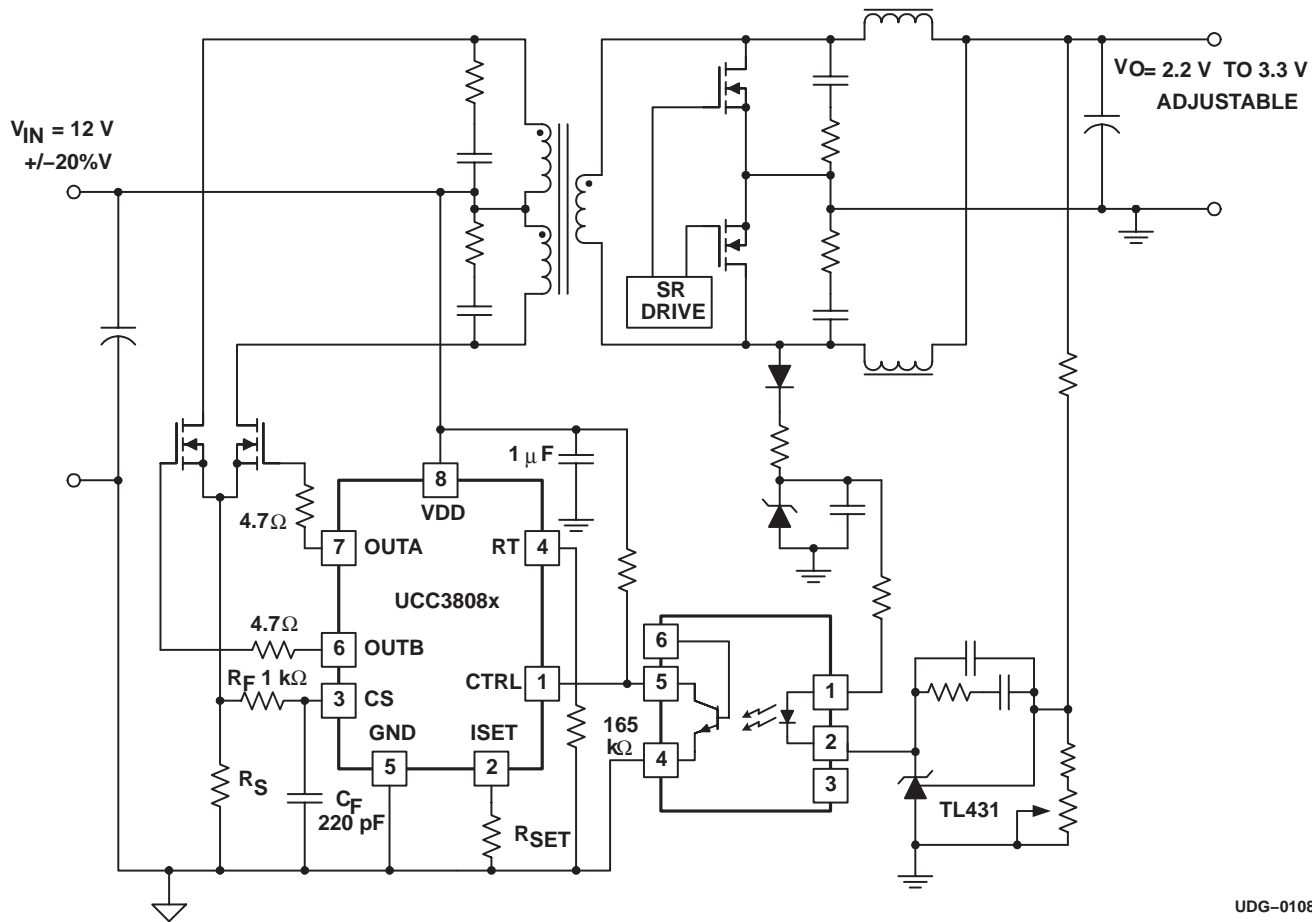 VO= 2.2 V TO 3.3 V
ADJUSTABLE
VIN = 12 V
+/−20%V
SR
DRIVE
1 μF
8
VDD
4.7Ω
7
OUTA
RT
4
UCC3808x
4.7Ω
6
OUTB
6
RF 1 kΩ
3
CS
CTRL
1
5
1
165
kΩ
4
2
3
GND
5
ISET
2
RS
CF
220 pF
RSET
TL431
UDG−0108